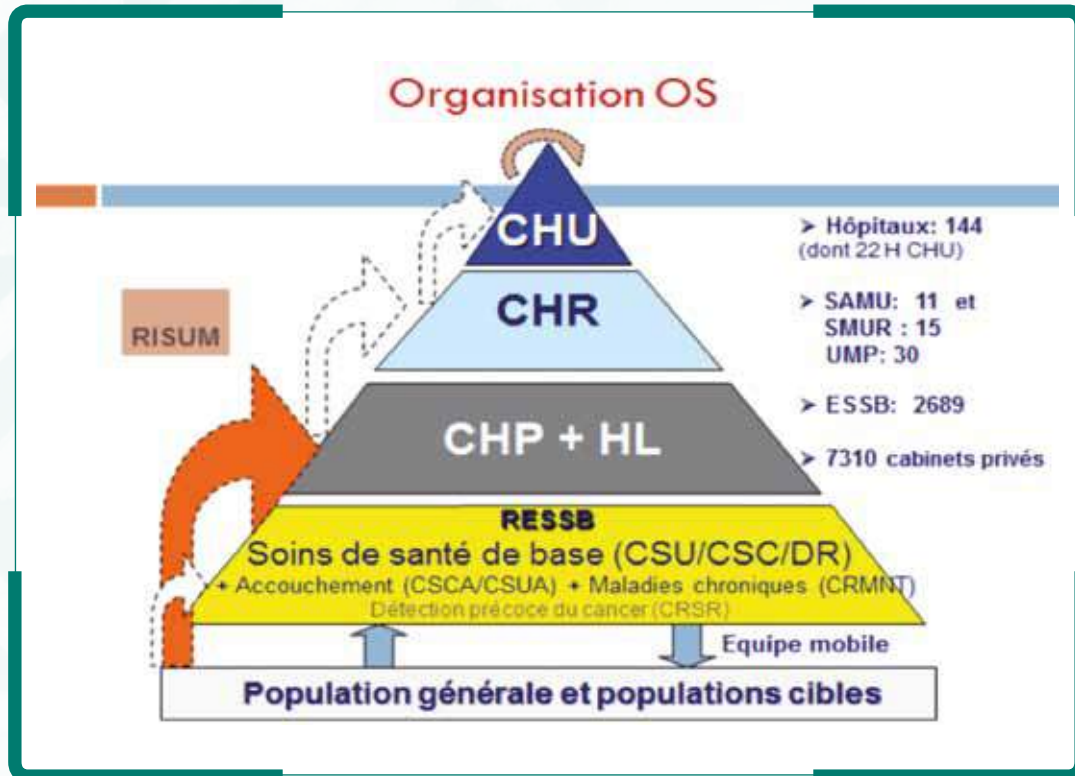 Organisation OS
CHU
CHR
CHP + HL
RESSB
Soins de santé de base (CSU/CSC/DR)
+ Accouchement (CSCA/CSUA) + Maladies chroniques (CRMNT)
Détection précoce du cancer (CRSR)
Equipe mobile
Population générale et populations cibles
RISUM
➢ Hôpitaux: 144
(dont 22 H CHU)
➢ SAMU: 11 et
SMUR : 15
UMP: 30
➢ ESSB: 2689
➢ 7310 cabinets privés